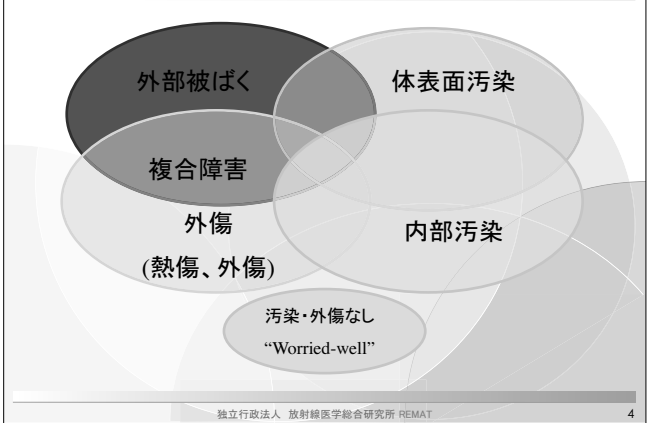 外部被ばく
体表面汚染
複合障害
外傷
(熱傷、外傷)
内部汚染
汚染・外傷なし
“Worried-well”
独立行政法人 放射線医学総合研究所 REMAT
4